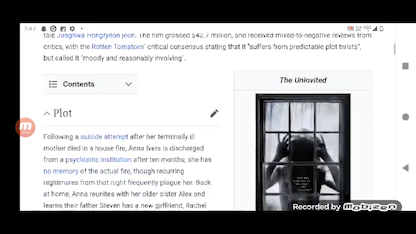 7:47
tale Janghwa Hongryeon jeon. The film grossed $42.7 million, and received mixed-to-negative reviews from
critics, with the Rotten Tomatoes' critical consensus stating that it "suffers from predictable plot twists",
but called it "moody and reasonably involving".
Contents
Plot
Following a suicide attempt after her terminally ill
mother died in a house fire, Anna Ivers is discharged
from a psychiatric institution after ten months; she has
no memory of the actual fire, though recurring
nightmares from that night frequently plague her. Back
at home, Anna reunites with her older sister Alex and
learns their father Steven has a new girlfriend, Rachel
The Uninvited
Recorded by Mobizen